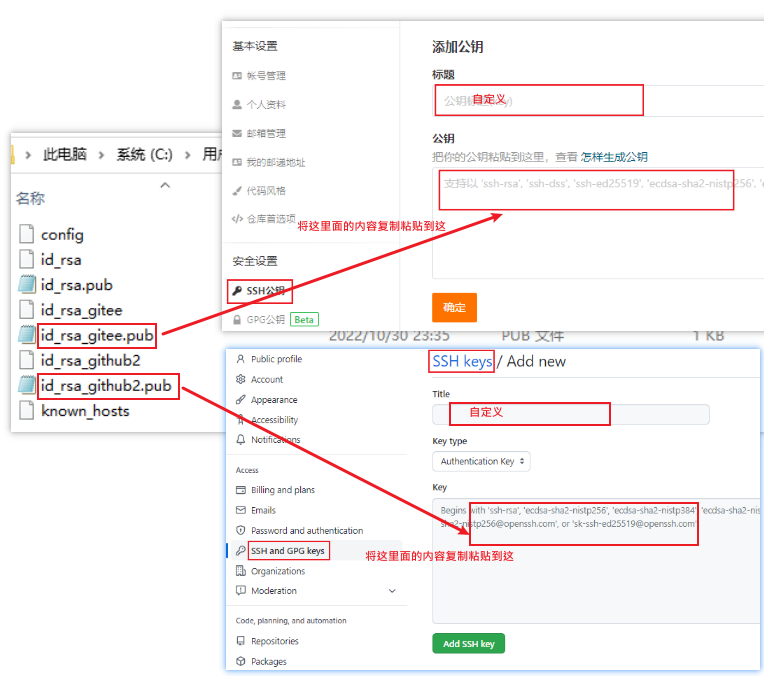 此电脑 › 系统 (C:) › 用户
名称
config
id_rsa
id_rsa.pub
id_rsa_gitee
id_rsa_gitee.pub
id_rsa_github2
id_rsa_github2.pub
known_hosts
基本设置
帐号管理
个人资料
邮箱管理
我的邮递地址
代码风格
仓库首选项
将这里面的内容复制粘贴到这
安全设置
SSH公钥
GPG公钥 Beta
添加公钥
标题
自定义
公钥
把你的公钥粘贴到这里，查看 怎样生成公钥
支持以 'ssh-rsa', 'ssh-dss', 'ssh-ed25519', 'ecdsa-sha2-nistp256',
确定
2022/10/30 23:35 PUB 文件 1 KB
Public profile
Account
Appearance
Accessibility
Notifications
Access
Billing and plans
Emails
Password and authentication
SSH and GPG keys
Organizations
Moderation
Code, planning, and automation
Repositories
Packages
SSH keys / Add new
Title
自定义
Key type
Authentication Key
Key
Begins with 'ssh-rsa', 'ecdsa-sha2-nistp256', 'ecdsa-sha2-nistp384' 'ecdsa-sha2-nis
sha2-nistp256@openssh.com', or 'sk-ssh-ed25519@openssh.com'
将这里面的内容复制粘贴到这
Add SSH key